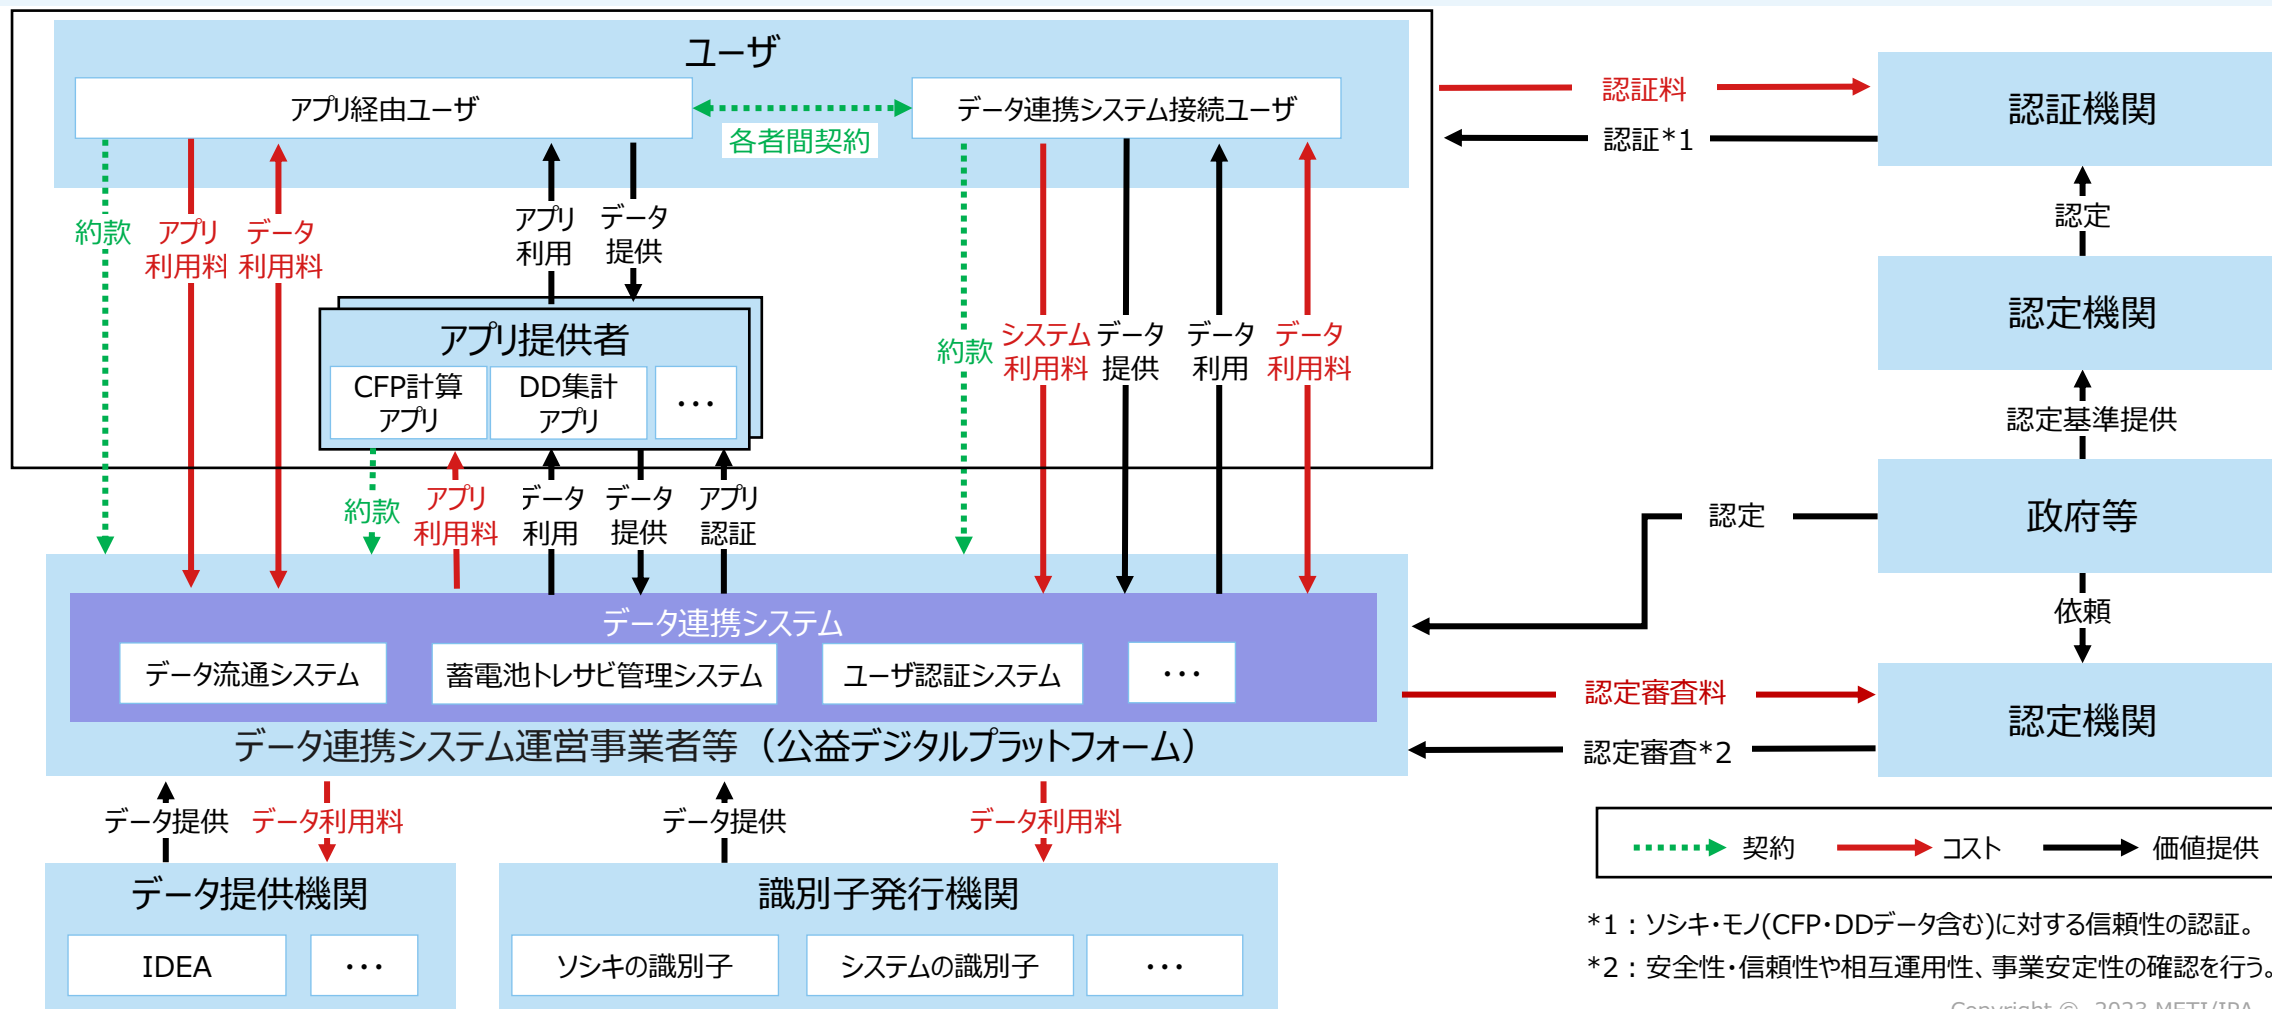 ユーザ
アプリ経由ユーザ
データ連携システム接続ユーザ
各者間契約
認証料
認証*1
認証機関
約款
アプリ
利用料
データ
利用料
アプリ
利用
データ
提供
認定
アプリ提供者
CFP計算
アプリ
DD集計
アプリ
・・・
約款
システム
利用料
データ
提供
データ
利用
データ
利用料
認定機関
認定基準提供
約款
アプリ
利用料
データ
利用
データ
提供
アプリ
認証
認定
政府等
依頼
データ連携システム
データ流通システム
蓄電池トレサビ管理システム
ユーザ認証システム
・・・
データ連携システム運営事業者等（公益デジタルプラットフォーム）
認定審査料
認定審査*2
認定機関
データ提供
データ利用料
データ提供
データ利用料
契約
コスト
価値提供
データ提供機関
IDEA
・・・
識別子発行機関
ソシキの識別子
システムの識別子
・・・
*1：ソシキ・モノ(CFP・DDデータ含む)に対する信頼性の認証。
*2：安全性・信頼性や相互運用性、事業安定性の確認を行う。
Copyright © 2023 METI/IPA